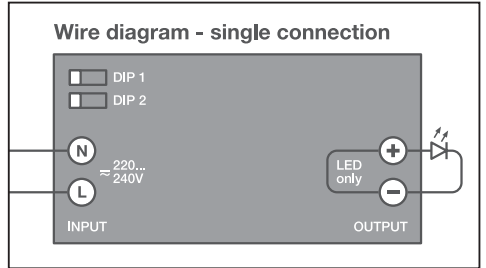 Wire diagram - single connection
DIP 1
DIP 2
N
L
≂ 220...
240V
INPUT
+
LED
only
−
OUTPUT